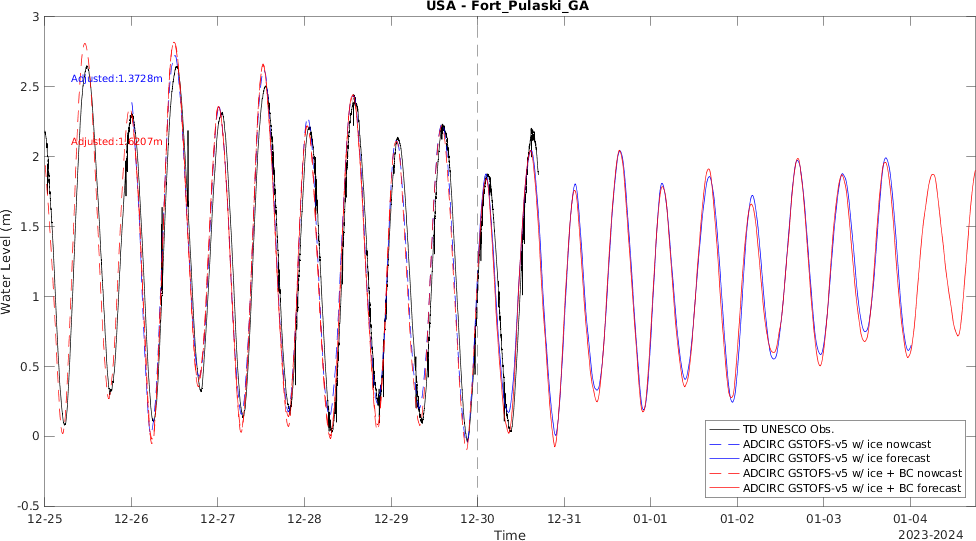 USA - Fort_Pulaski_GA
3
2.5
2
1.5
1
0.5
0
-0.5
Water Level (m)
Adjusted:1.3728m
TD UNESCO Obs.
ADCIRC GSTOFS-v5 w/ ice nowcast
ADCIRC GSTOFS-v5 w/ ice forecast
ADCIRC GSTOFS-v5 w/ ice + BC nowcast
ADCIRC GSTOFS-v5 w/ ice + BC forecast
12-25 12-26 12-27 12-28 12-29 12-30 12-31 01-01 01-02 01-03 01-04
Time
2023-2024